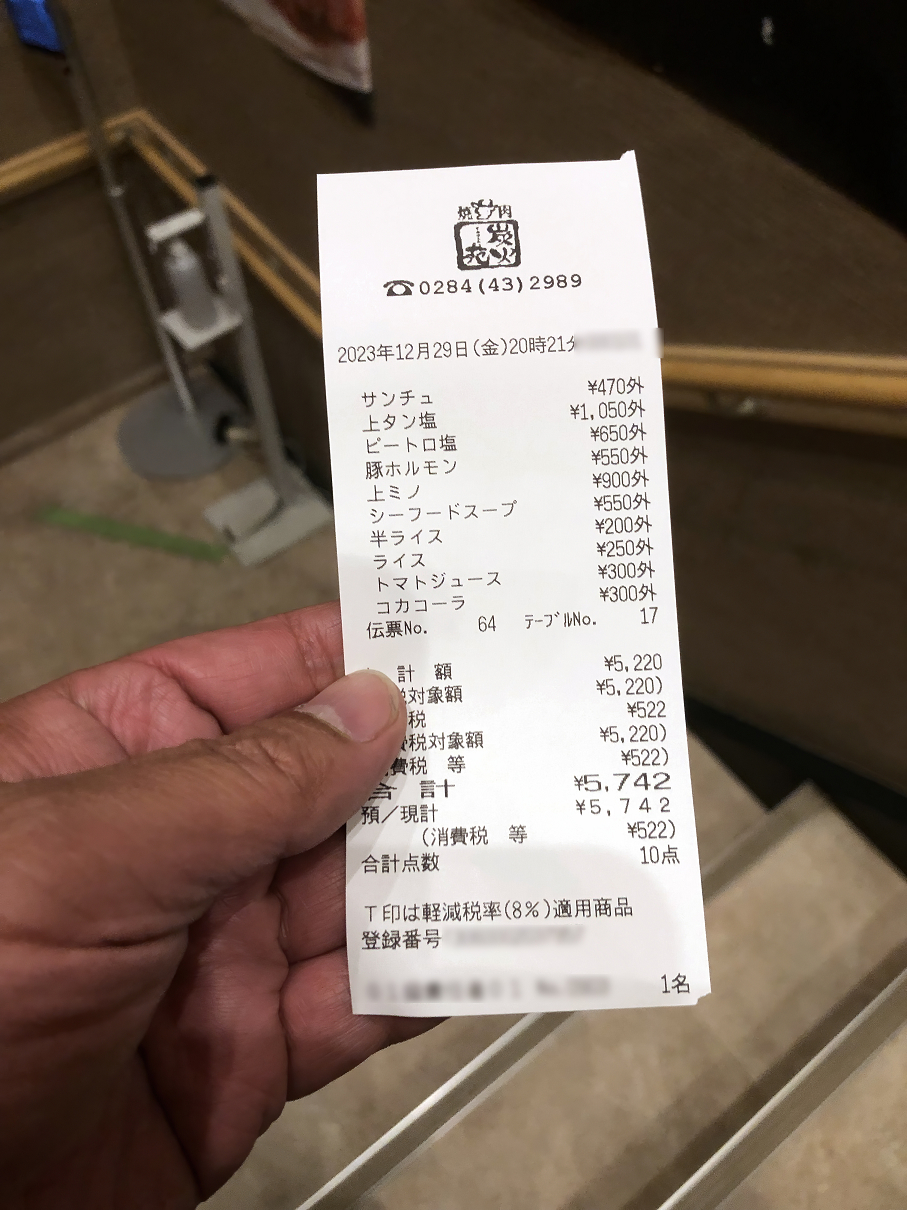 焼肉
炭火
☎0284(43)2989
2023年12月29日(金)20時21分
サンチュ ¥470外
上タン塩 ¥1,050外
ピートロ塩 ¥650外
豚ホルモン ¥550外
上ミノ ¥900外
シーフードスープ ¥550外
半ライス ¥200外
ライス ¥250外
トマトジュース ¥300外
コカコーラ ¥300外
伝票No. 64 テーブルNo. 17
計 額 ¥5,220
税対象額 ¥5,220)
税 ¥522
費税対象額 ¥5,220)
費税 等 ¥522)
合 計 ¥5,742
預/現計 ¥5,742
(消費税 等 ¥522)
合計点数 10点
T印は軽減税率(8%)適用商品
登録番号
1名